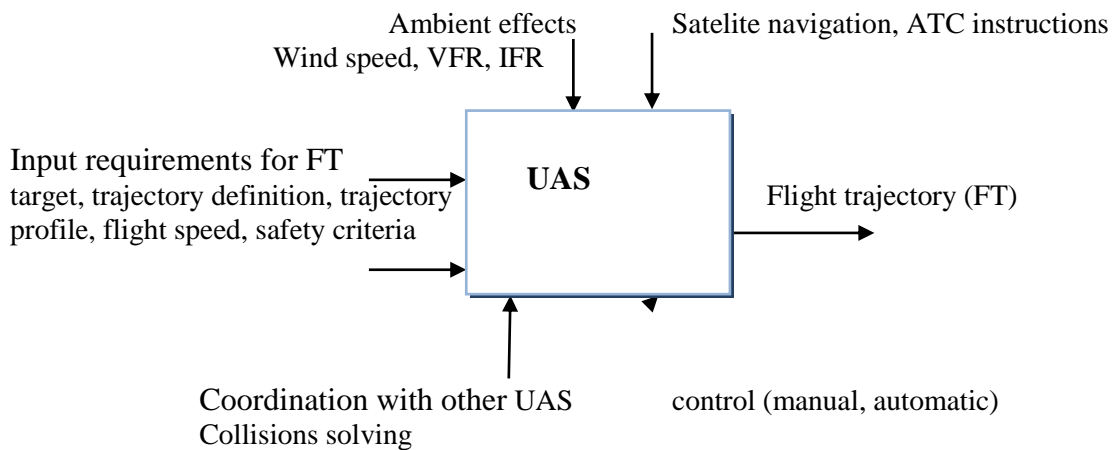 Ambient effects
Satelite navigation, ATC instructions
Wind speed, VFR, IFR
Input requirements for FT
target, trajectory definition, trajectory
profile, flight speed, safety criteria
UAS
Flight trajectory (FT)
Coordination with other UAS
control (manual, automatic)
Collisions solving